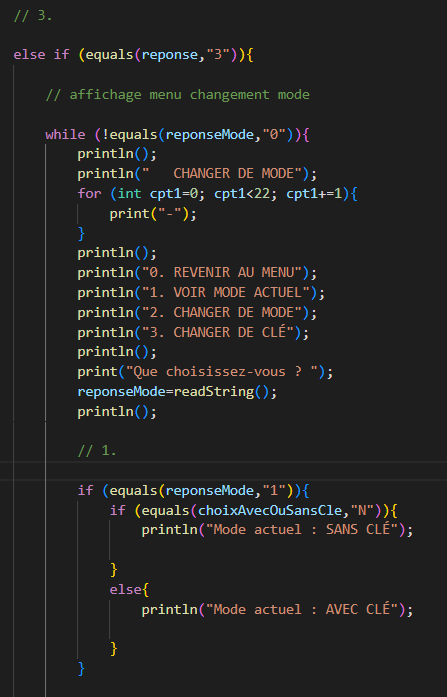 // 3.
else if (equals(reponse,"3")){
// affichage menu changement mode
while (!equals(reponseMode,"0")){
println();
println("   CHANGER DE MODE");
for (int cpt1=0; cpt1<22; cpt1+=1){
print("-");
}
println();
println("0. REVENIR AU MENU");
println("1. VOIR MODE ACTUEL");
println("2. CHANGER DE MODE");
println("3. CHANGER DE CLÉ");
println();
print("Que choisissez-vous ? ");
reponseMode=readString();
println();
// 1.
if (equals(reponseMode,"1")){
if (equals(choixAvecOuSansCle,"N")){
println("Mode actuel : SANS CLÉ");
}
else{
println("Mode actuel : AVEC CLÉ");
}
}